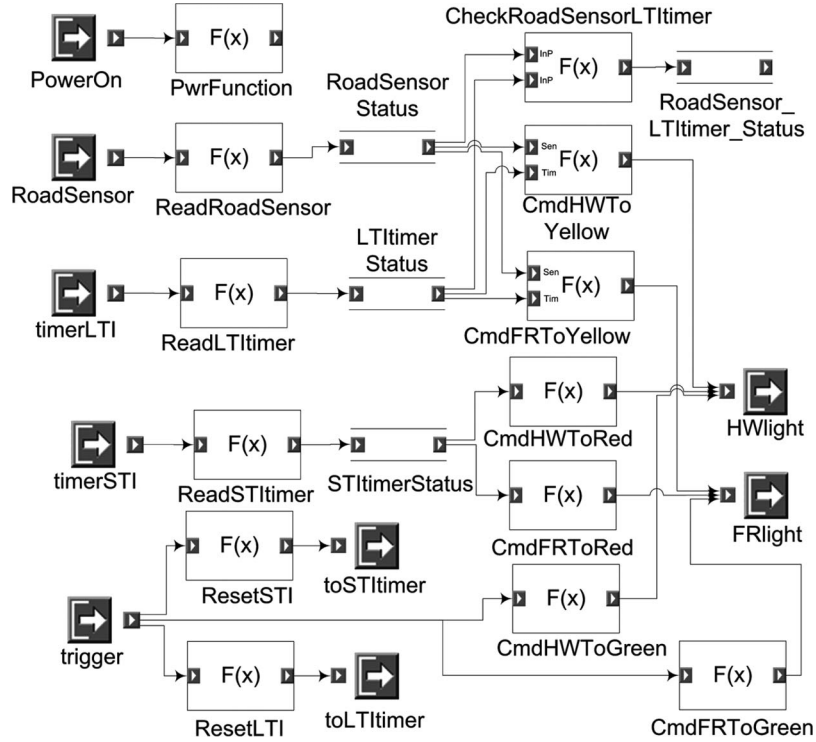 CheckRoadSensorLTItimer
F(x)
PowerOn
PwrFunction
InP
InP
F(x)
RoadSensor
Status
RoadSensor_
LTItimer_Status
RoadSensor
F(x)
ReadRoadSensor
Sen
Tim
F(x)
CmdHWTo
Yellow
LTItimer
Status
timerLTI
F(x)
ReadLTItimer
Sen
Tim
F(x)
CmdFRToYellow
F(x)
CmdHWToRed
HWlight
timerSTI
F(x)
ReadSTItimer
STItimerStatus
F(x)
CmdFRToRed
FRlight
F(x)
ResetSTI
toSTItimer
trigger
F(x)
CmdHWToGreen
F(x)
ResetLTI
toLTItimer
F(x)
CmdFRToGreen